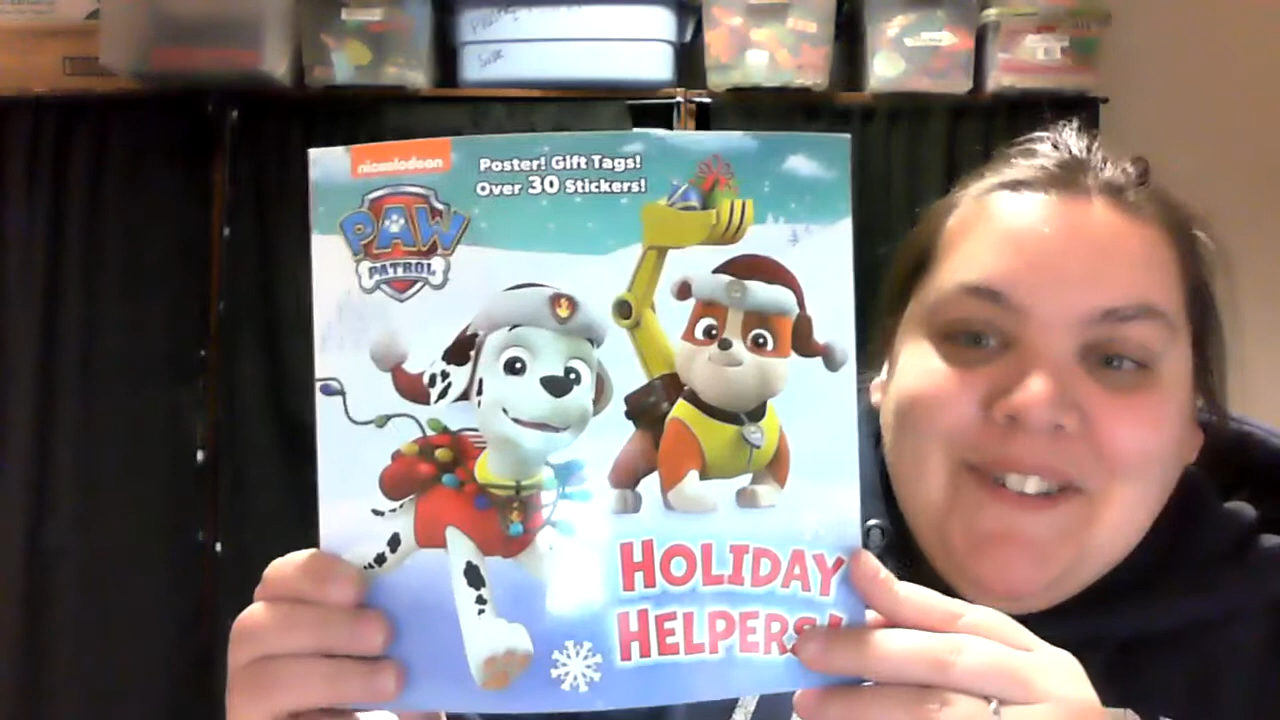 nickelodeon
Poster! Gift Tags!
Over 30 Stickers!
PAW
PATROL
HOLIDAY
HELPERS!